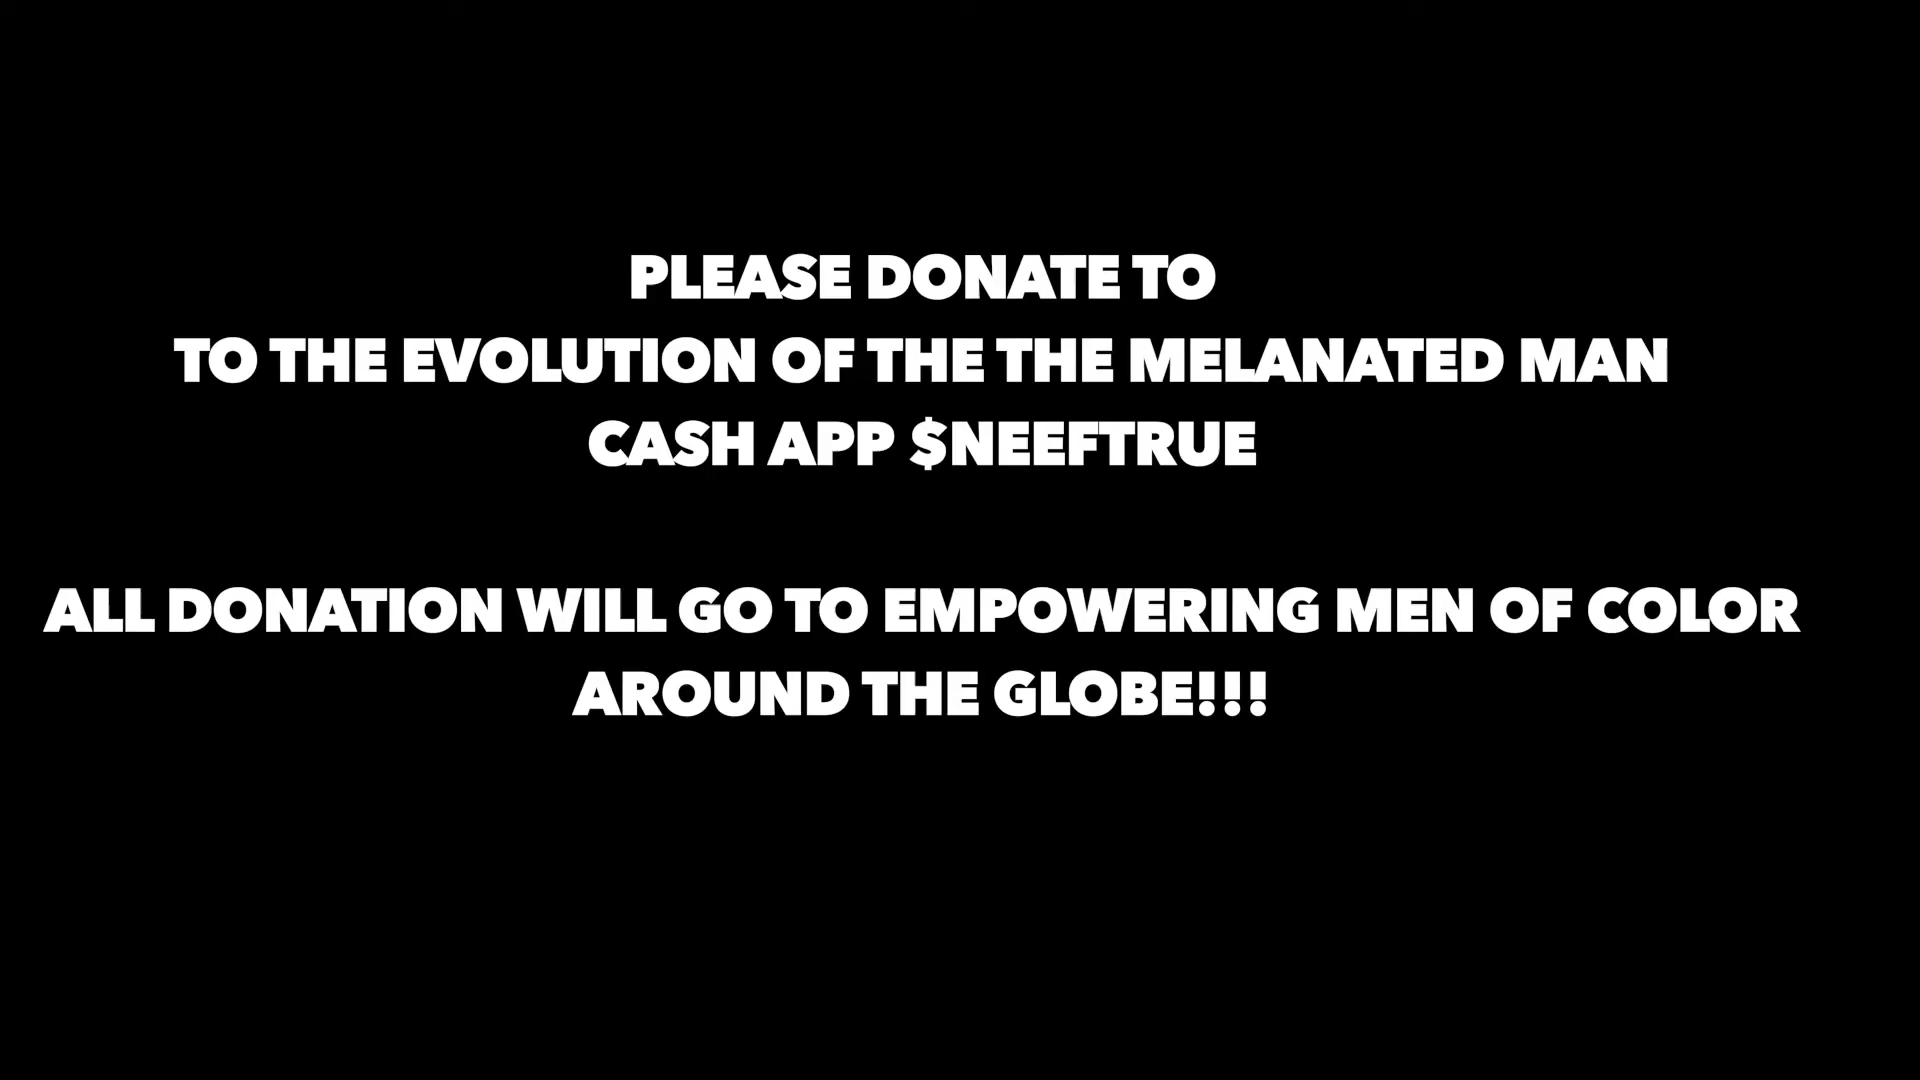 PLEASE DONATE TO
TO THE EVOLUTION OF THE THE MELANATED MAN
CASH APP $NEEFTRUE
ALL DONATION WILL GO TO EMPOWERING MEN OF COLOR
AROUND THE GLOBE!!!